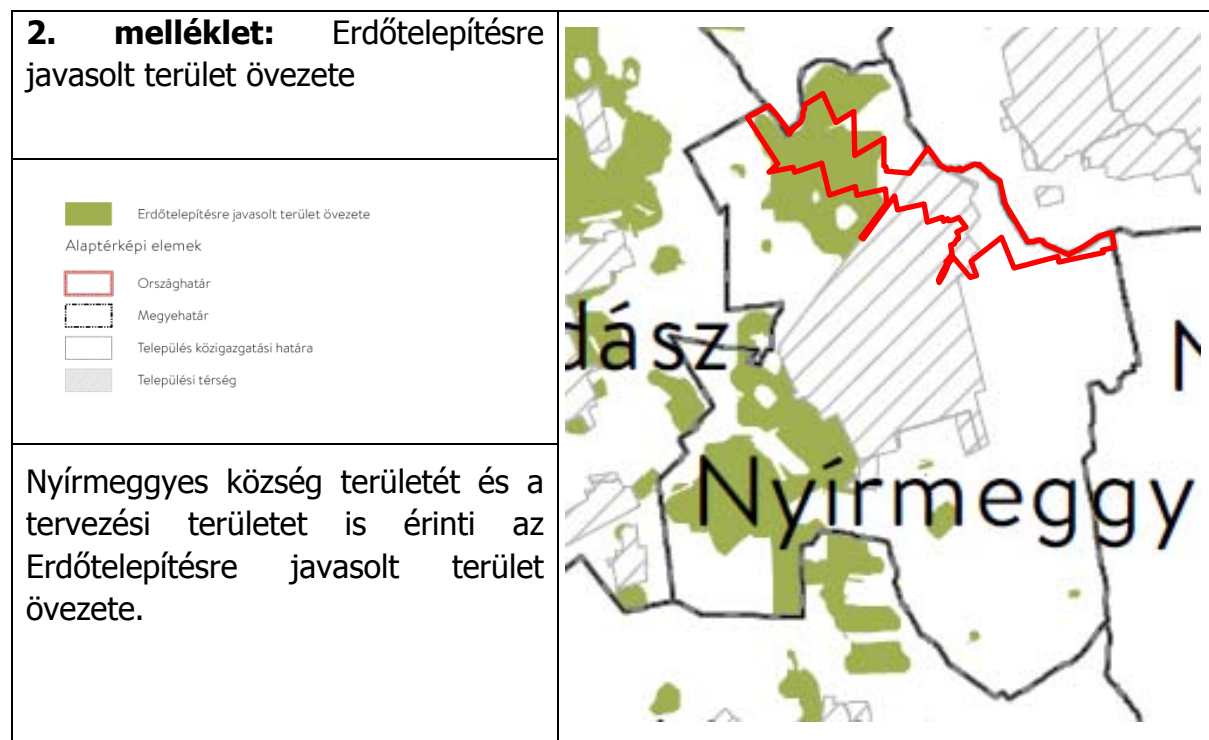 2. melléklet: Erdőtelepítésre
javasolt terület övezete
Erdőtelepítésre javasolt terület övezete
Alaptérképi elemek
Országhatár
Megyehatár
Település közigazgatási határa
Települési térség
Nyírmeggyes község területét és a
tervezési területet is érinti az
Erdőtelepítésre javasolt terület
övezete.
dász
N
Nyírmeggy